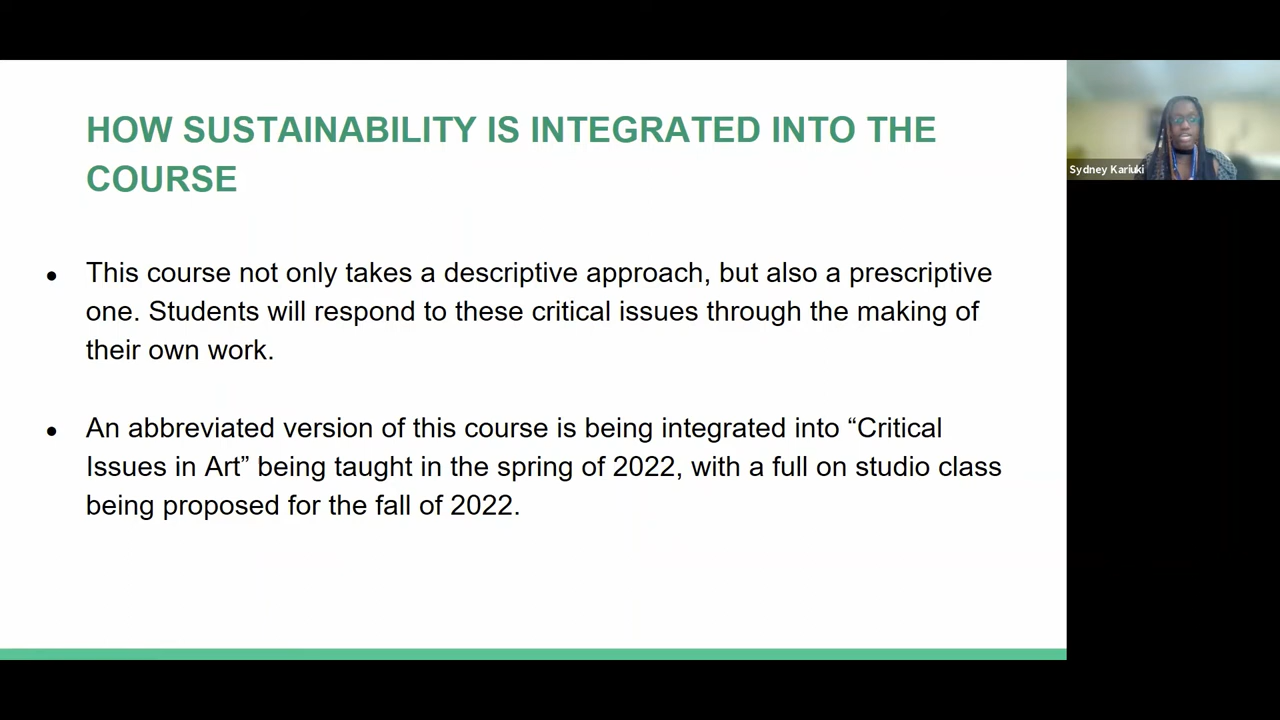 HOW SUSTAINABILITY IS INTEGRATED INTO THE
COURSE
● This course not only takes a descriptive approach, but also a prescriptive
one. Students will respond to these critical issues through the making of
their own work.
● An abbreviated version of this course is being integrated into “Critical
Issues in Art” being taught in the spring of 2022, with a full on studio class
being proposed for the fall of 2022.
Sydney Kariuki